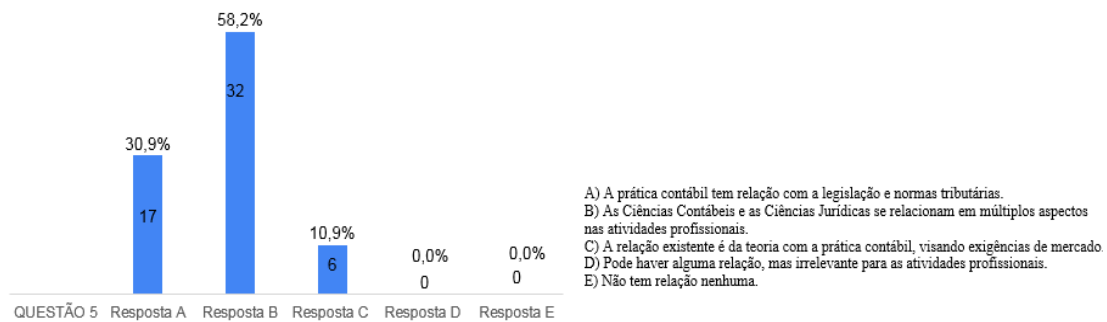 58,2%
32
30,9%
17
10,9%
6
0,0%
0
0,0%
0
QUESTÃO 5 Resposta A Resposta B Resposta C Resposta D Resposta E
A) A prática contábil tem relação com a legislação e normas tributárias.
B) As Ciências Contábeis e as Ciências Jurídicas se relacionam em múltiplos aspectos
nas atividades profissionais.
C) A relação existente é da teoria com a prática contábil, visando exigências de mercado.
D) Pode haver alguma relação, mas irrelevante para as atividades profissionais.
E) Não tem relação nenhuma.